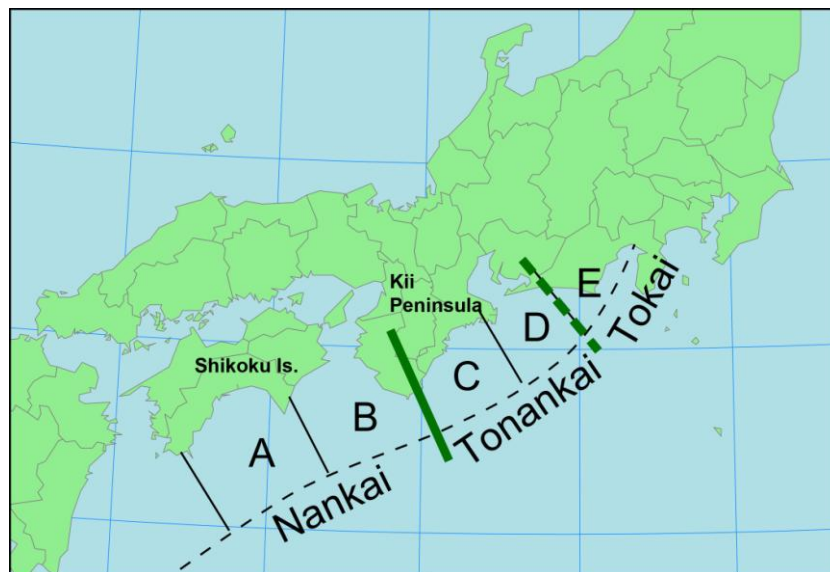 Kii
Peninsula
Shikoku Is.
A
B
C
D
E
Nankai
Tonankai
Tokai